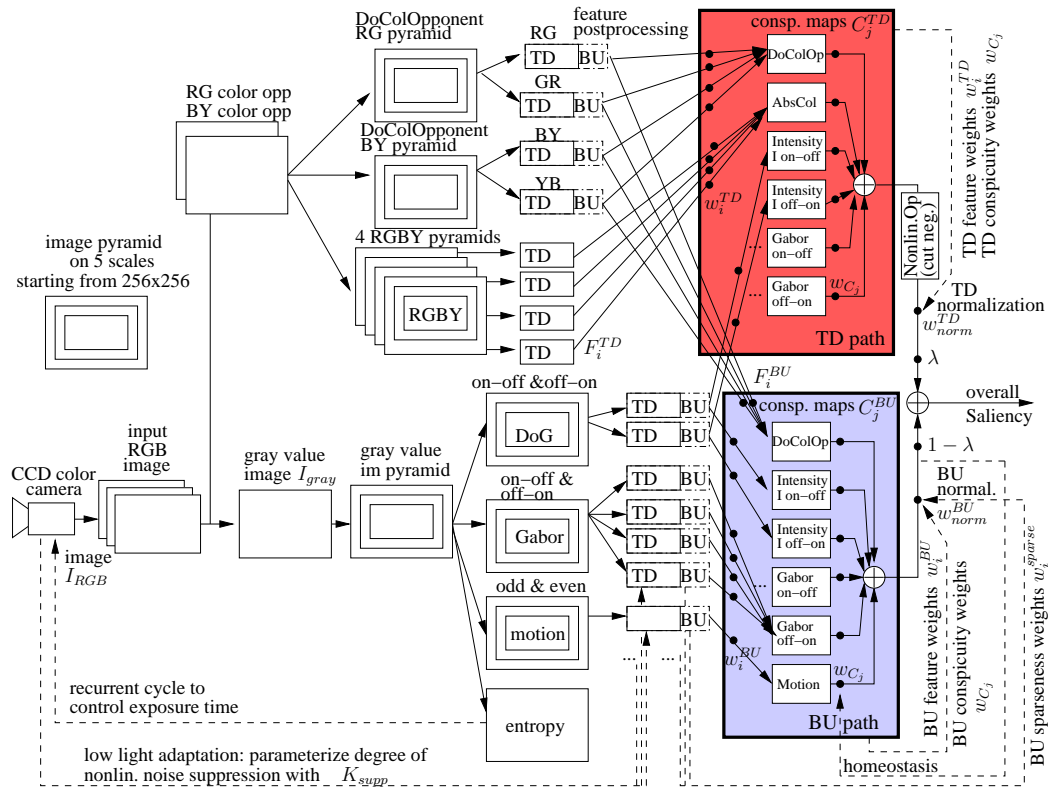 DoColOpponent
RG pyramid
RG
feature
postprocessing
TD
BU
GR
TD
BU
RG color opp
BY color opp
DoColOpponent
BY pyramid
BY
TD
BU
YB
TD
BU
4 RGBY pyramids
RGBY
TD
TD
TD
TD
F_i^{TD}
image pyramid
on 5 scales
starting from 256x256
consp. maps C_j^{TD}
DoColOp
AbsCol
Intensity
I on−off
Intensity
I off−on
...
Gabor
on−off
...
Gabor
off−on
w_{C_j}
w_i^{TD}
TD path
Nonlin.Op
(cut neg,)
TD feature weights w_i^{TD}
TD conspicuity weights w_{C_j}
TD
normalization
w_{norm}^{TD}
λ
overall
Saliency
1 − λ
BU
normal.
w_{norm}^{BU}
F_i^{BU}
consp. maps C_j^{BU}
DoColOp
Intensity
I on−off
Intensity
I off−on
...
Gabor
on−off
Gabor
off−on
Motion
w_{C_j}
w_i^{BU}
BU path
homeostasis
BU feature weights w_i^{BU}
BU conspicuity weights
w_{C_j}
BU sparseness weights w_i^{sparse}
CCD color
camera
input
RGB
image
image
I_{RGB}
gray value
image I_{gray}
gray value
im pyramid
on−off &off−on
DoG
TD
BU
TD
BU
on−off &
off−on
Gabor
TD
BU
TD
BU
TD
BU
TD
BU
odd & even
motion
BU
...
...
entropy
recurrent cycle to
control exposure time
low light adaptation: parameterize degree of
nonlin. noise suppression with K_{supp}